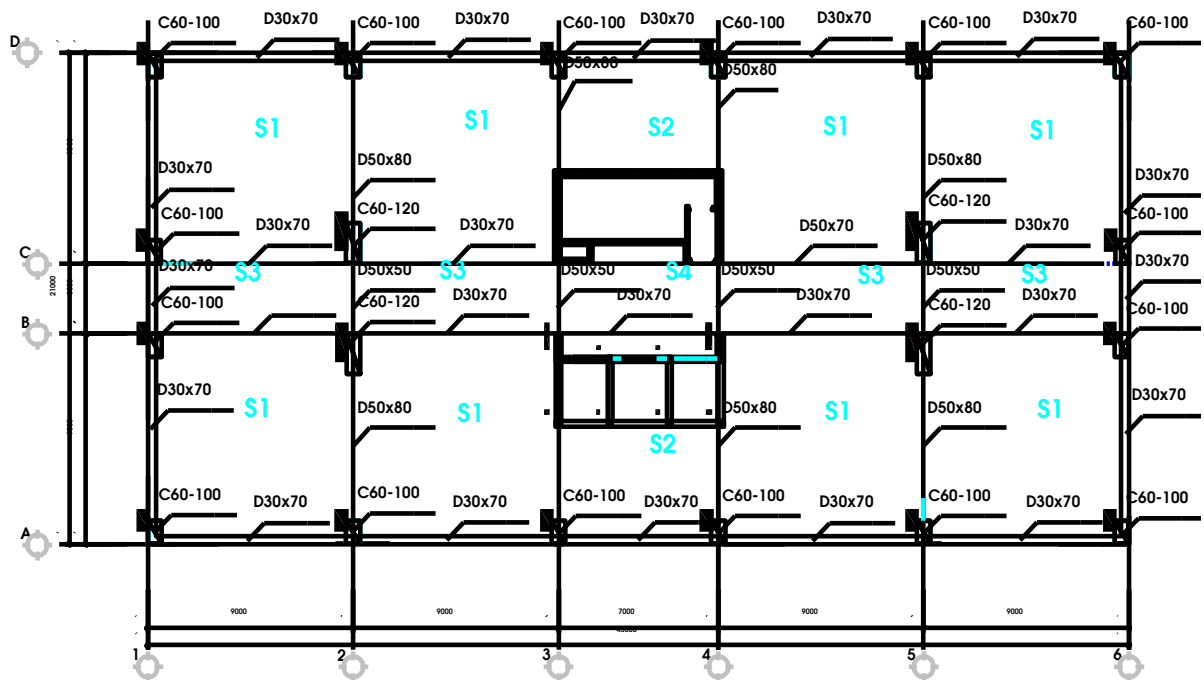 C60-100 D30x70 C60-100 D30x70 C60-100 D30x70 C60-100 D30x70 C60-100 D30x70 C60-100
D
D50x80 D50x80
S1 S1 S2 S1 S1
D30x70 D50x80 D50x80 D30x70
C60-100 C60-120 C60-120 C60-100
D30x70 D30x70 D50x70 D30x70
C
D30x70 S3 S3 D50x50 S4 D50x50 S3 D50x50 S3 D30x70
D50x50
C60-100 C60-120 D30x70 D30x70 D30x70 C60-120 D30x70 C60-100
21000
B
D30x70 D30x70
S1 S1 D50x80 S1 D50x80 S1
S2
C60-100 D30x70 C60-100 D30x70 C60-100 D30x70 C60-100 D30x70 C60-100 D30x70 C60-100
A
9000 9000 7000 9000 9000
1 2 3 4 5 6